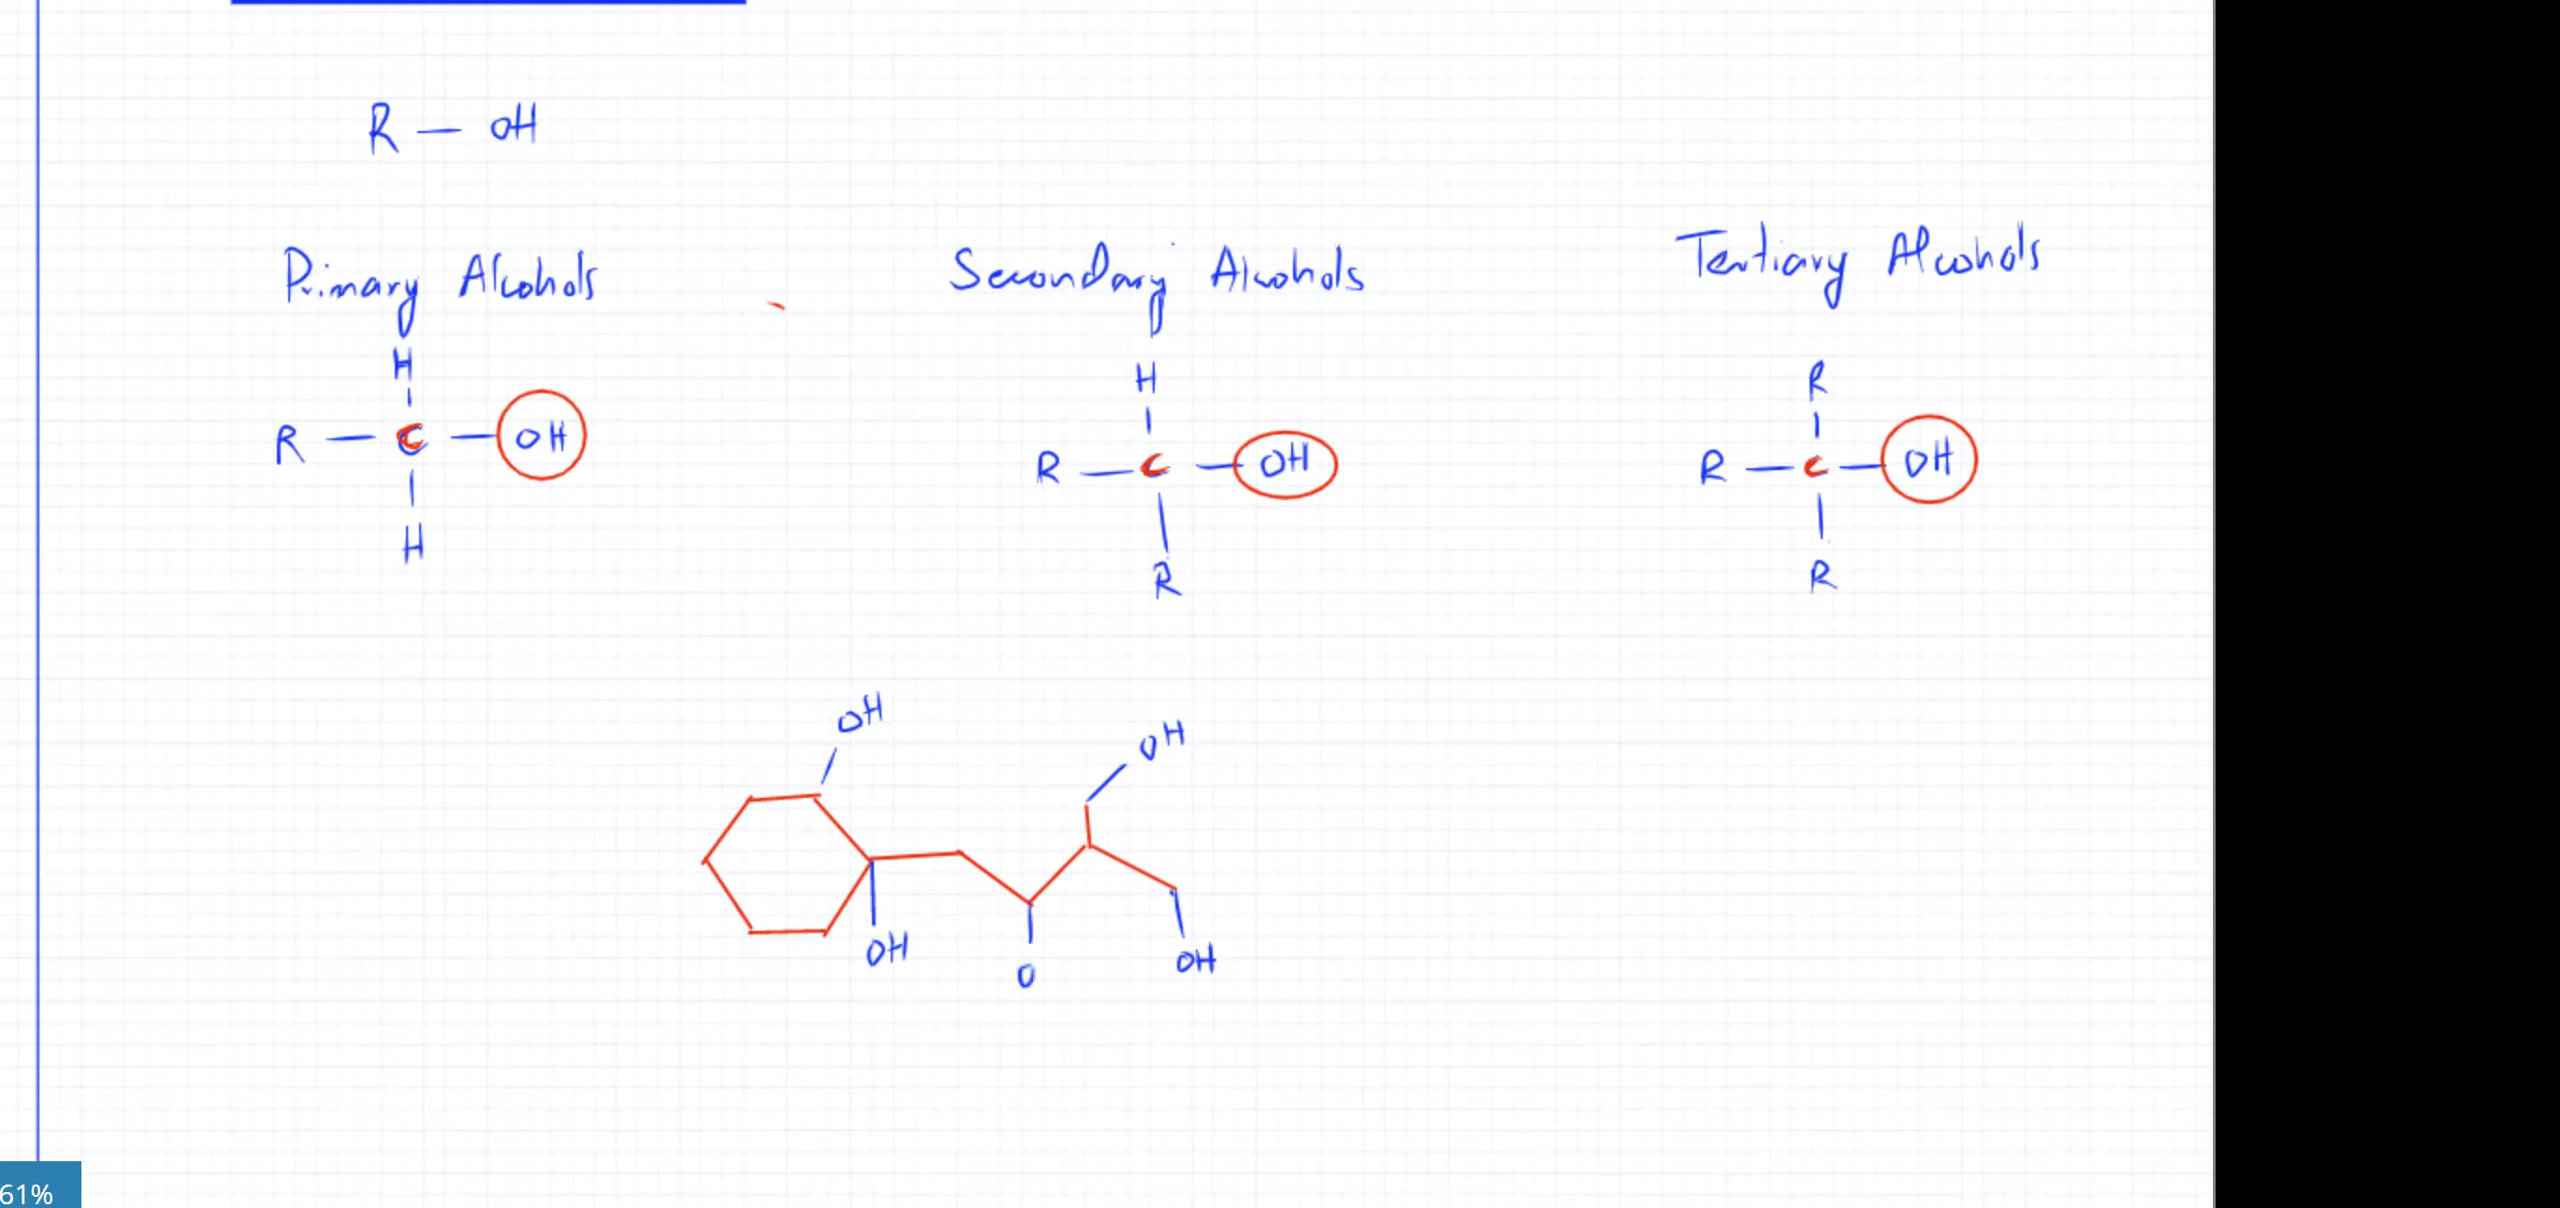 R — OH
Primary Alcohols
Secondary Alcohols
Tertiary Alcohols
H
H
R
R — C — OH
R — C — OH
R — C — OH
H
R
R
OH
OH
OH
O
OH
61%